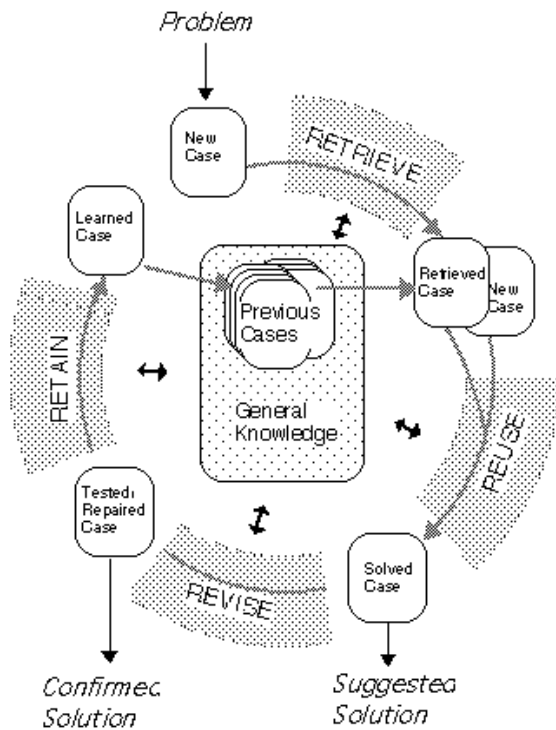 Problem
New
Case
RETRIEVE
Learned
Case
Retrieved
Case
New
Case
Previous
Cases
General
Knowledge
RETAIN
REUSE
Tested/
Repaired
Case
Solved
Case
REVISE
Confirmed
Solution
Suggested
Solution